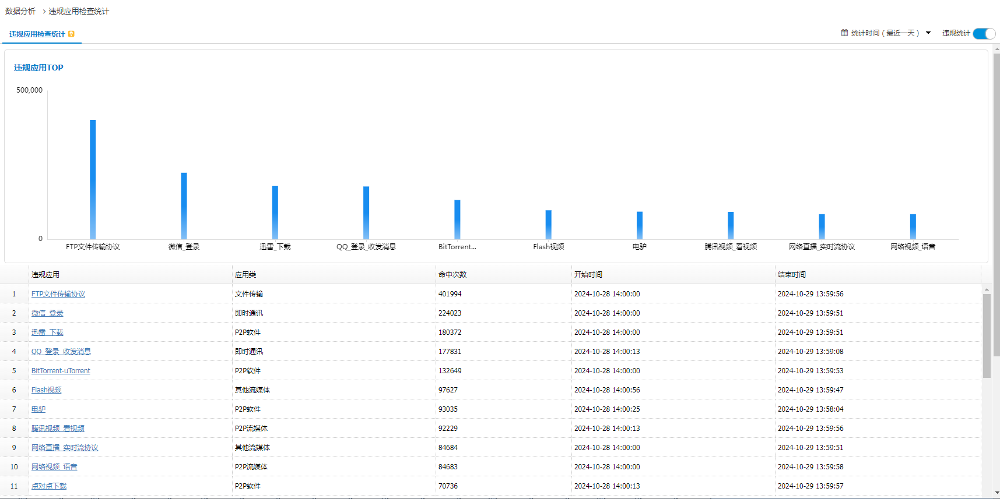 数据分析 > 违规应用检查统计
违规应用检查统计
统计时间（最近一天） 违规统计
违规应用TOP
500,000
0
FTP文件传输协议 微信_登录 迅雷_下载 QQ_登录_收发消息 BitTorrent... Flash视频 电驴 腾讯视频_看视频 网络直播_实时流协议 网络视频_语音
违规应用 应用类 命中次数 开始时间 结束时间
1 FTP文件传输协议 文件传输 401994 2024-10-28 14:00:00 2024-10-29 13:59:56
2 微信_登录 即时通讯 224023 2024-10-28 14:00:00 2024-10-29 13:59:51
3 迅雷_下载 P2P软件 180372 2024-10-28 14:00:00 2024-10-29 13:59:51
4 QQ_登录_收发消息 即时通讯 177831 2024-10-28 14:00:13 2024-10-29 13:59:08
5 BitTorrent-uTorrent P2P软件 132649 2024-10-28 14:00:00 2024-10-29 13:59:53
6 Flash视频 其他流媒体 97627 2024-10-28 14:00:56 2024-10-29 13:59:47
7 电驴 P2P软件 93035 2024-10-28 14:00:25 2024-10-29 13:58:04
8 腾讯视频_看视频 P2P流媒体 92229 2024-10-28 14:00:13 2024-10-29 13:59:56
9 网络直播_实时流协议 其他流媒体 84684 2024-10-28 14:00:00 2024-10-29 13:59:51
10 网络视频_语音 P2P流媒体 84683 2024-10-28 14:00:00 2024-10-29 13:59:58
11 点对点下载 P2P软件 70736 2024-10-28 14:00:13 2024-10-29 13:59:57